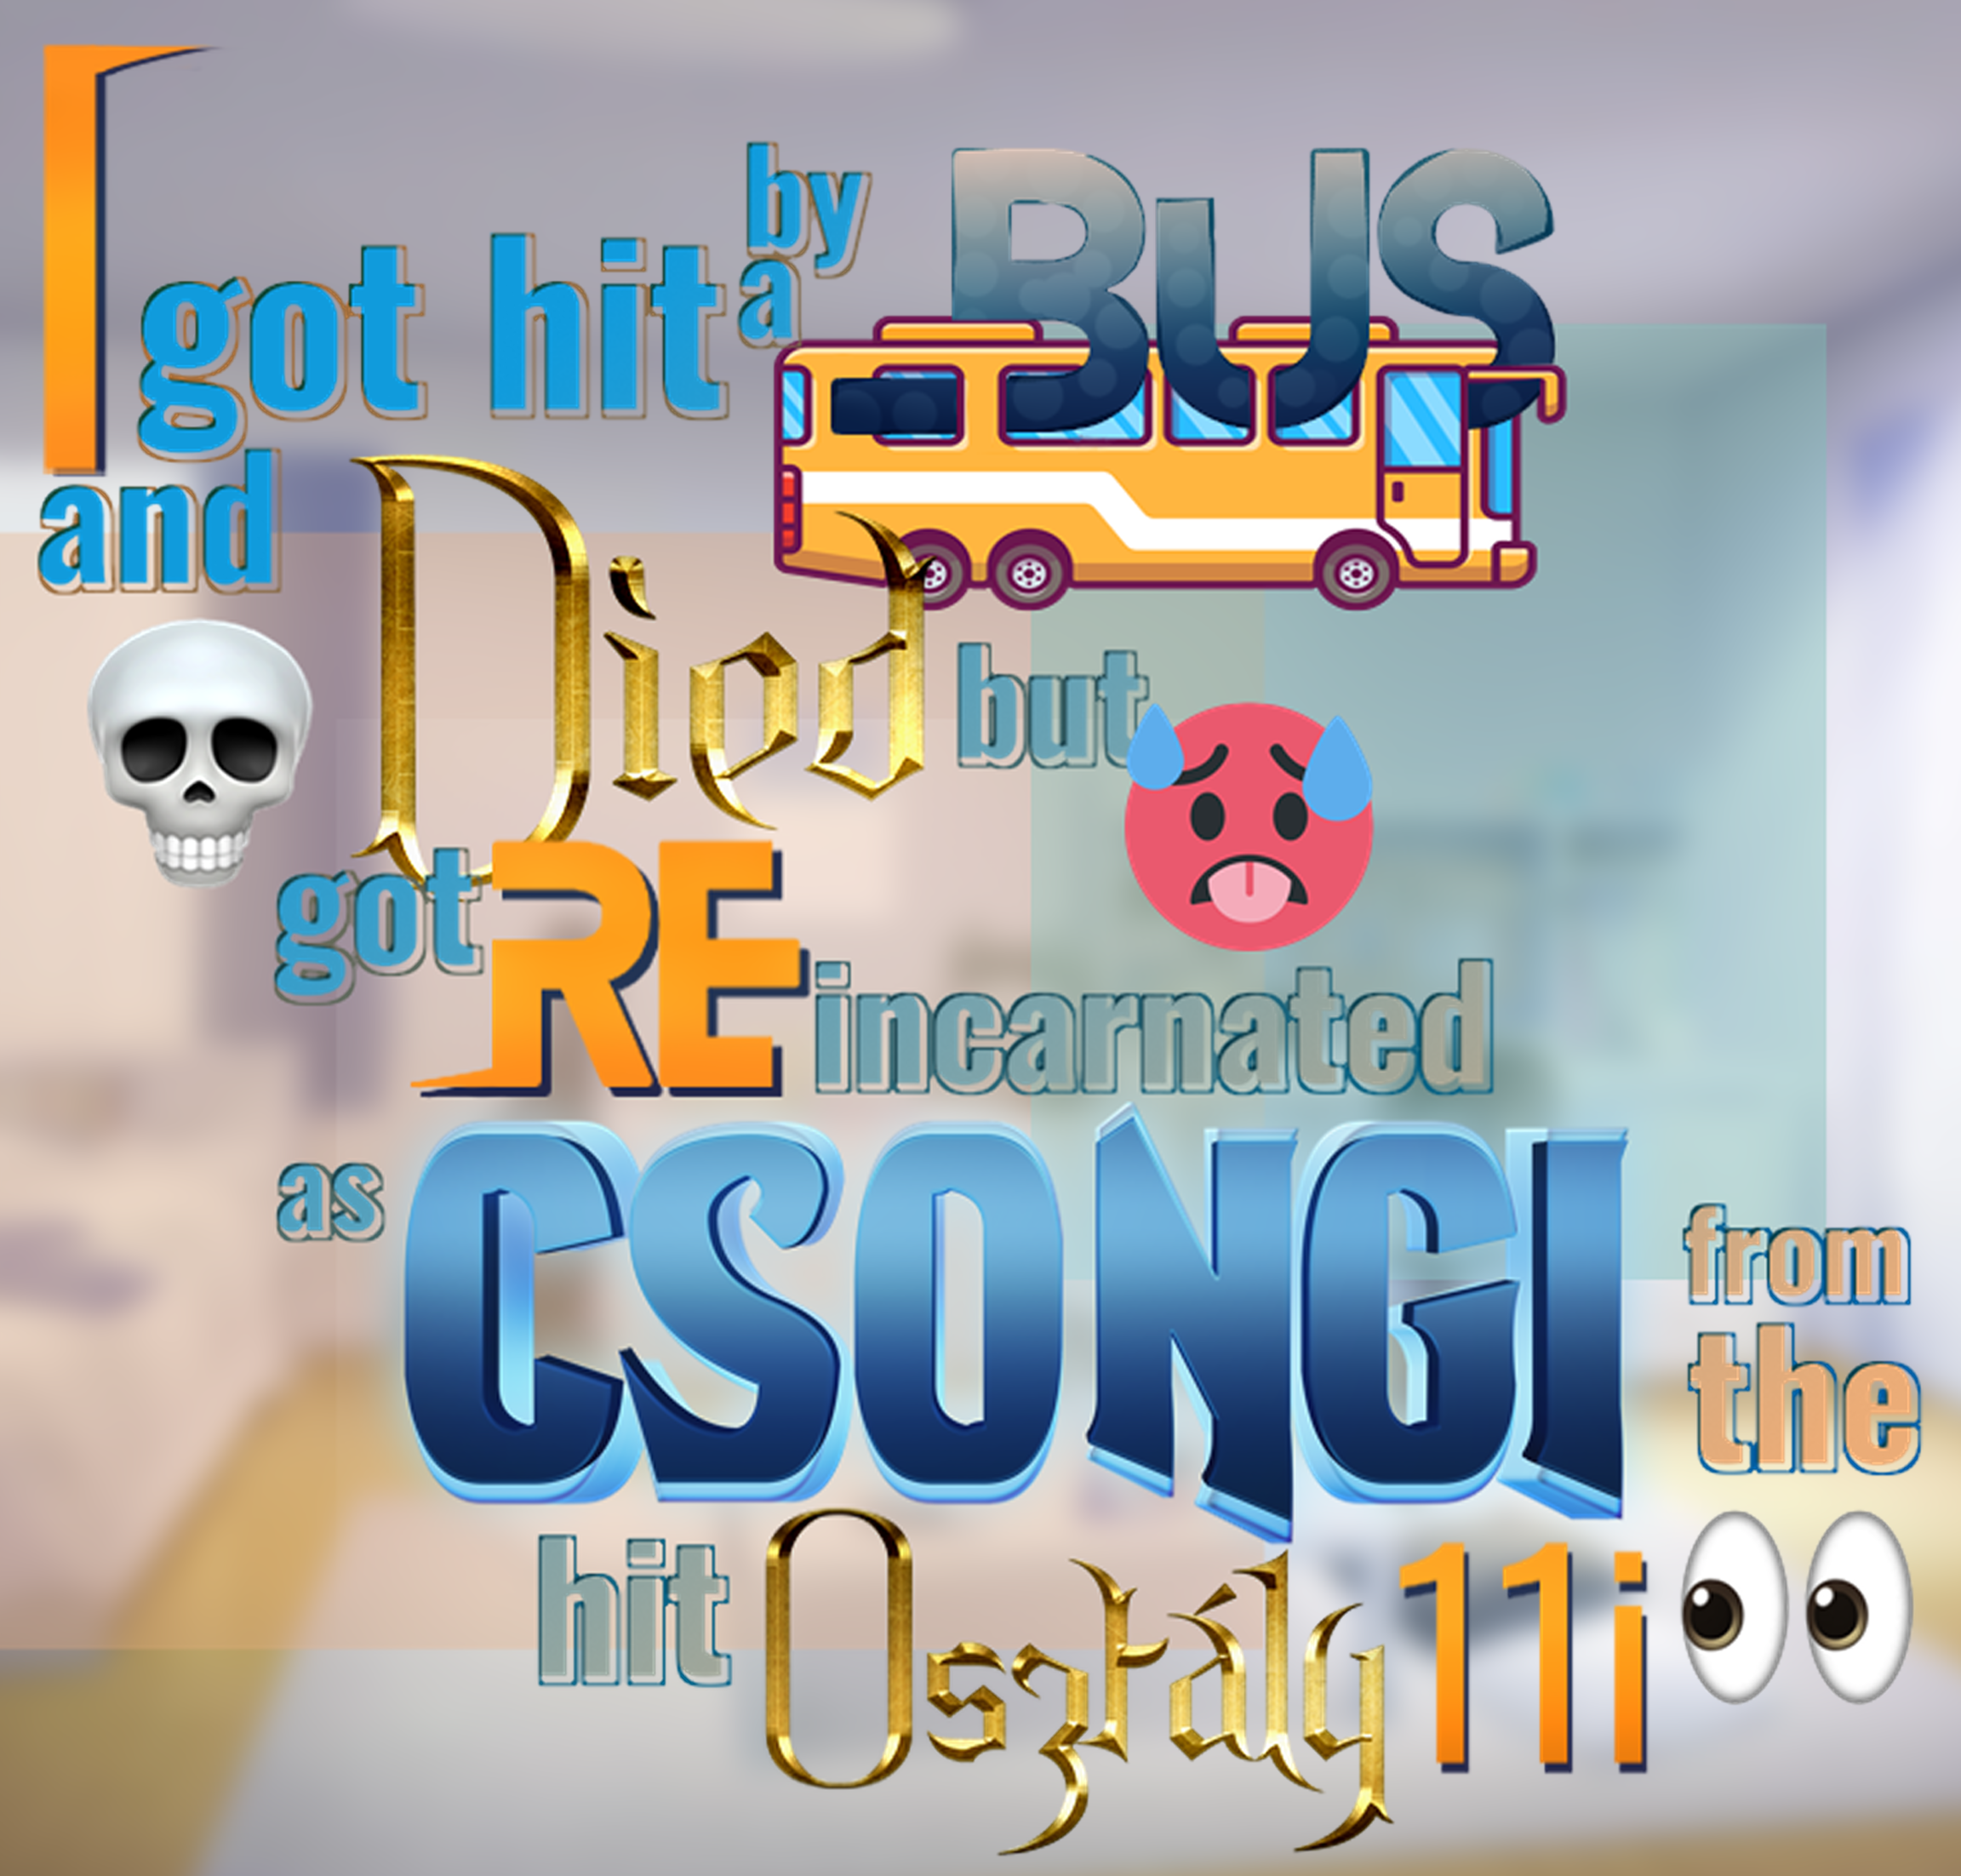 I got hit by a BUS
and Died but
got REincarnated
as CSONGI from the
hit Osztály 11i